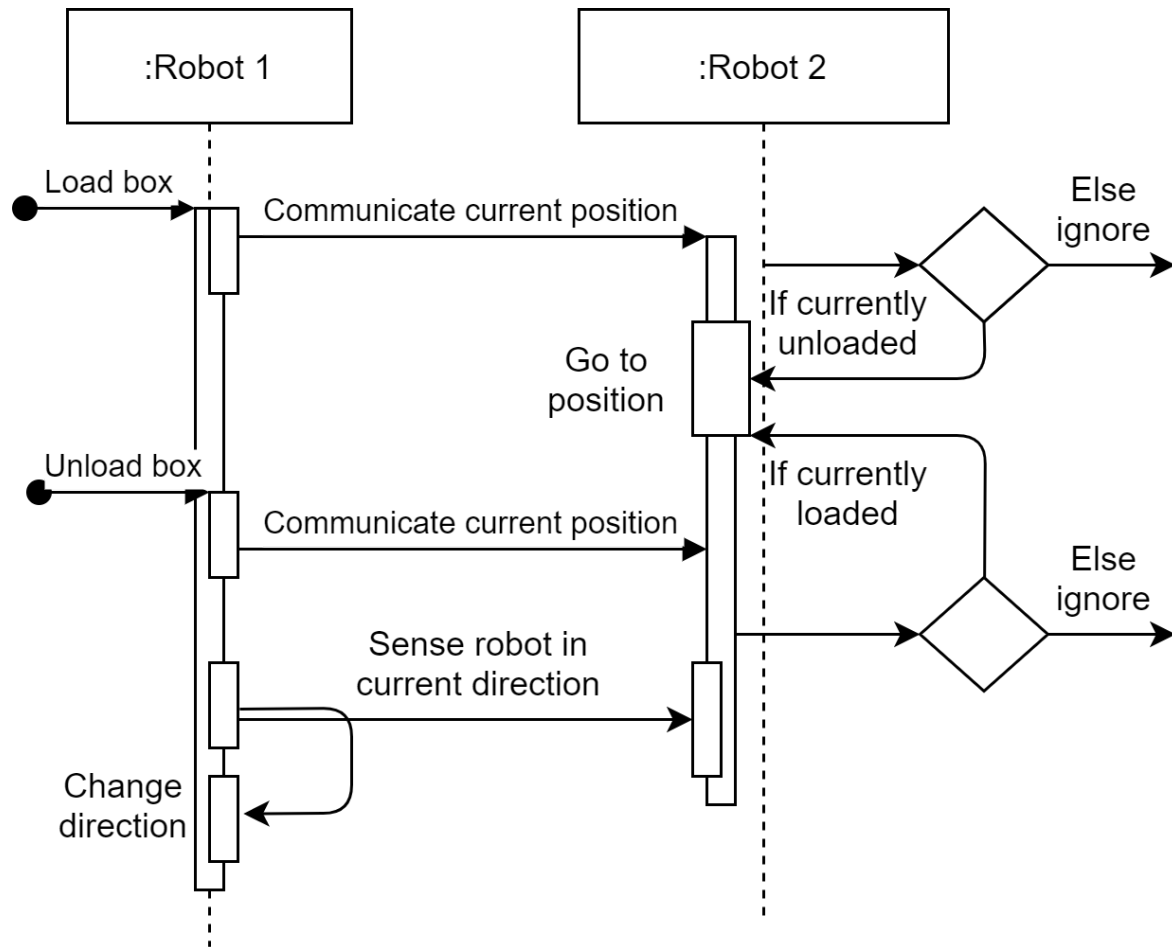 :Robot 1
:Robot 2
Load box
Communicate current position
Else
ignore
If currently
unloaded
Go to
position
Unload box
If currently
loaded
Communicate current position
Else
ignore
Sense robot in
current direction
Change
direction